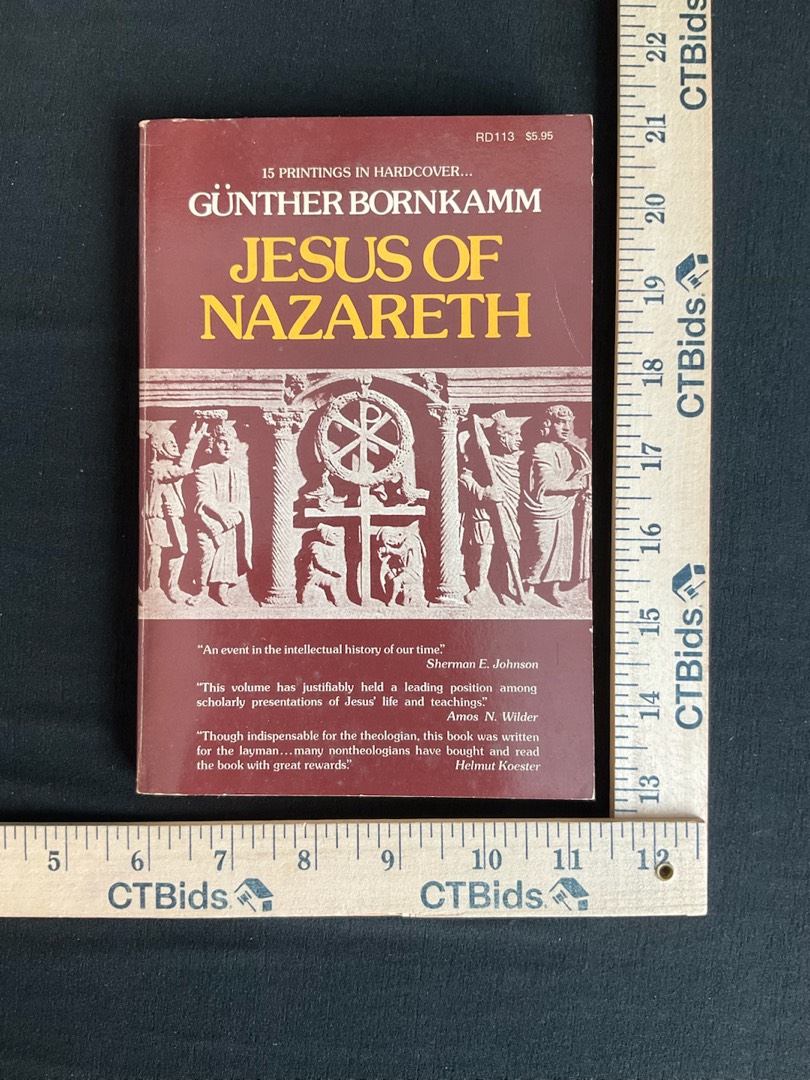 RD113 $5.95
15 PRINTINGS IN HARDCOVER...
GÜNTHER BORNKAMM
JESUS OF
NAZARETH
“An event in the intellectual history of our time.”
Sherman E. Johnson
“This volume has justifiably held a leading position among
scholarly presentations of Jesus’ life and teachings.”
Amos N. Wilder
“Though indispensable for the theologian, this book was written
for the layman...many nontheologians have bought and read
the book with great rewards.” Helmut Koester
22
21
20
19
18
17
16
15
14
13
CTBids
CTBids
CTBids
5 6 7 8 9 10 11 12
CTBids CTBids